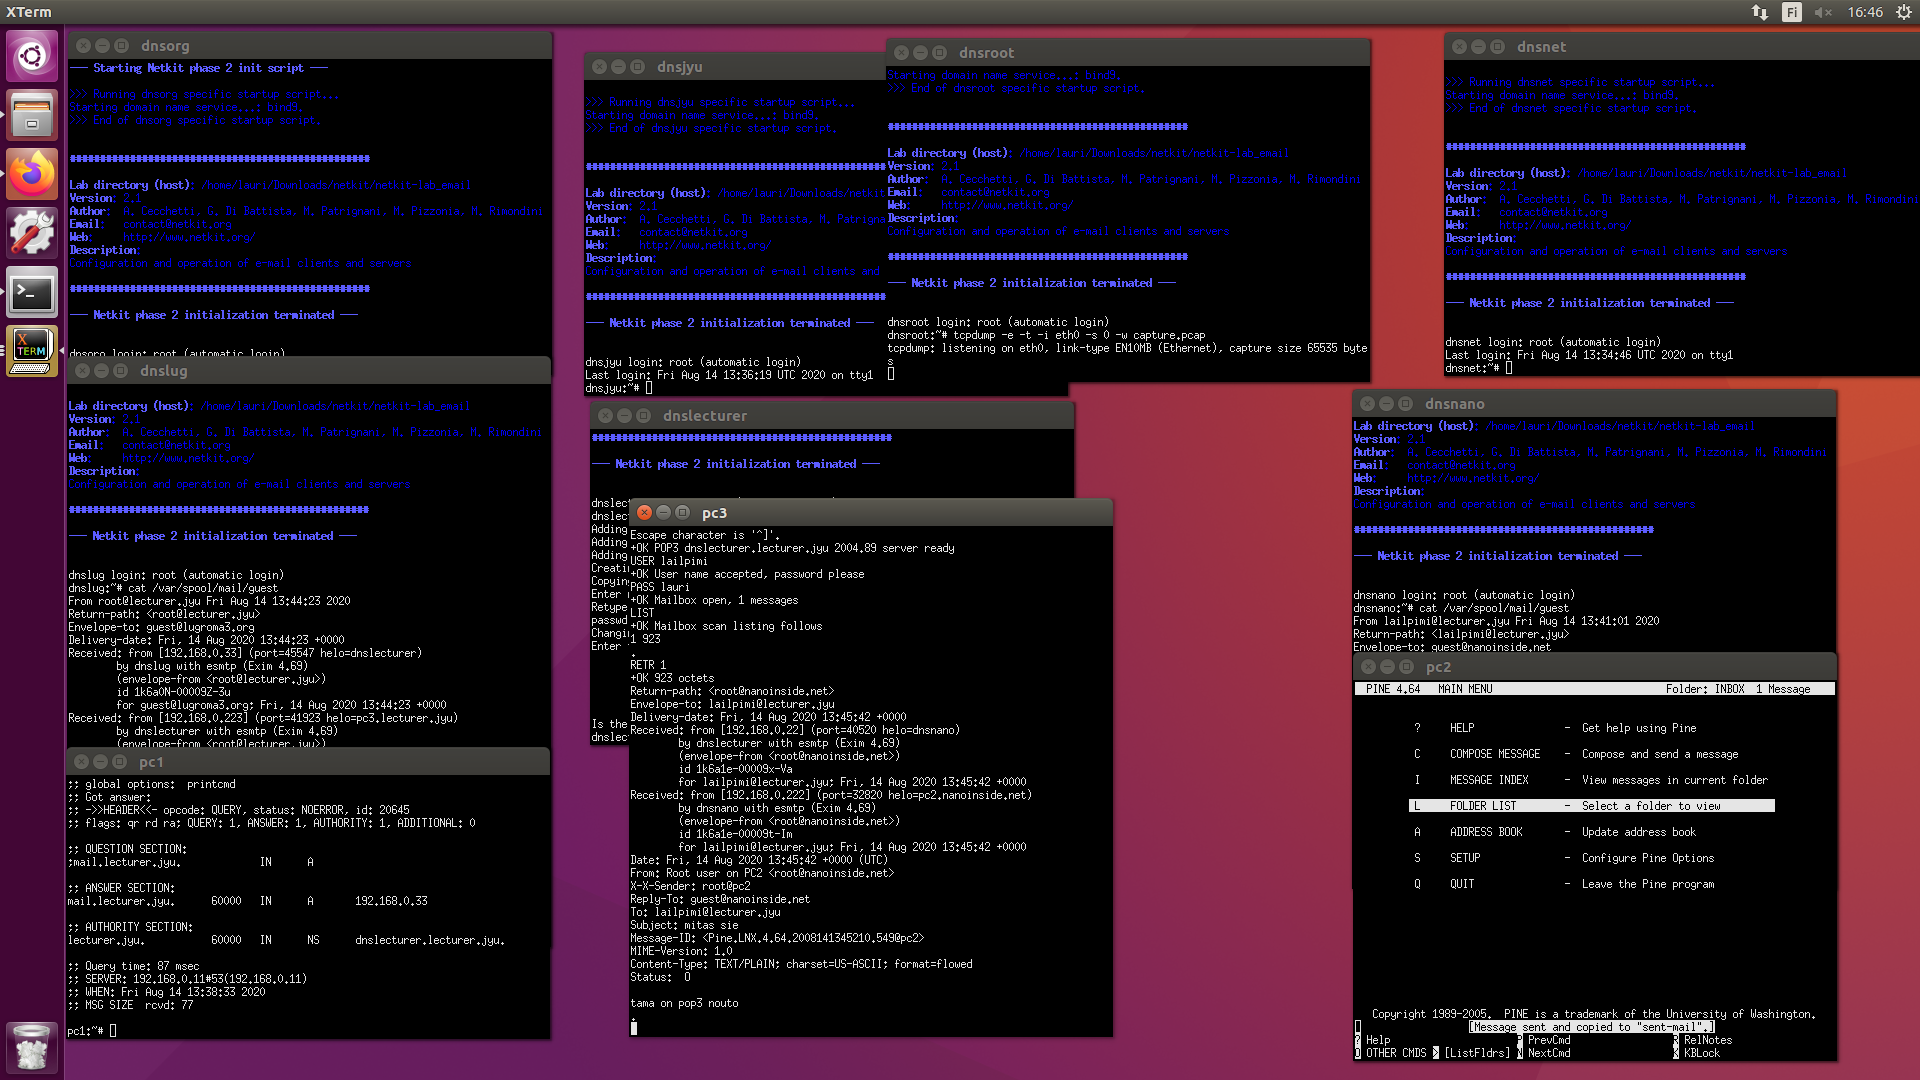 XTerm
Fi
16:46
dnsorg
--- Starting Netkit phase 2 init script ---
>>> Running dnsorg specific startup script...
Starting domain name service...: bind9.
>>> End of dnsorg specific startup script.
##################################################
Lab directory (host): /home/lauri/Downloads/netkit/netkit-lab_email
Version: 2.1
Author: A. Cecchetti, G. Di Battista, M. Patrignani, M. Pizzonia, M. Rimondini
Email: contact@netkit.org
Web: http://www.netkit.org/
Description:
Configuration and operation of e-mail clients and servers
##################################################
--- Netkit phase 2 initialization terminated ---
dnsorg login: root (automatic login)
dnsjyu
>>> Running dnsjyu specific startup script...
Starting domain name service...: bind9.
>>> End of dnsjyu specific startup script.
##################################################
Lab directory (host): /home/lauri/Downloads/netkit
Version: 2.1
Author: A. Cecchetti, G. Di Battista, M. Patrigna
Email: contact@netkit.org
Web: http://www.netkit.org/
Description:
Configuration and operation of e-mail clients and
##################################################
--- Netkit phase 2 initialization terminated ---
dnsjyu login: root (automatic login)
Last login: Fri Aug 14 13:36:19 UTC 2020 on tty1
dnsjyu:~#
dnsroot
Starting domain name service...: bind9.
>>> End of dnsroot specific startup script.
##################################################
Lab directory (host): /home/lauri/Downloads/netkit/netkit-lab_email
Version: 2.1
Author: A. Cecchetti, G. Di Battista, M. Patrignani, M. Pizzonia, M. Rimondini
Email: contact@netkit.org
Web: http://www.netkit.org/
Description:
Configuration and operation of e-mail clients and servers
##################################################
--- Netkit phase 2 initialization terminated ---
dnsroot login: root (automatic login)
dnsroot:~# tcpdump -e -t -i eth0 -s 0 -w capture.pcap
tcpdump: listening on eth0, link-type EN10MB (Ethernet), capture size 65535 byte
s
dnsnet
>>> Running dnsnet specific startup script...
Starting domain name service...: bind9.
>>> End of dnsnet specific startup script.
##################################################
Lab directory (host): /home/lauri/Downloads/netkit/netkit-lab_email
Version: 2.1
Author: A. Cecchetti, G. Di Battista, M. Patrignani, M. Pizzonia, M. Rimondini
Email: contact@netkit.org
Web: http://www.netkit.org/
Description:
Configuration and operation of e-mail clients and servers
##################################################
--- Netkit phase 2 initialization terminated ---
dnsnet login: root (automatic login)
Last login: Fri Aug 14 13:34:46 UTC 2020 on tty1
dnsnet:~#
dnslug
Lab directory (host): /home/lauri/Downloads/netkit/netkit-lab_email
Version: 2.1
Author: A. Cecchetti, G. Di Battista, M. Patrignani, M. Pizzonia, M. Rimondini
Email: contact@netkit.org
Web: http://www.netkit.org/
Description:
Configuration and operation of e-mail clients and servers
##################################################
--- Netkit phase 2 initialization terminated ---
dnslug login: root (automatic login)
dnslug:~# cat /var/spool/mail/guest
From root@lecturer.jyu Fri Aug 14 13:44:23 2020
Return-path: <root@lecturer.jyu>
Envelope-to: guest@lugroma3.org
Delivery-date: Fri, 14 Aug 2020 13:44:23 +0000
Received: from [192.168.0.33] (port=45547 helo=dnslecturer)
by dnslug with esmtp (Exim 4.69)
(envelope-from <root@lecturer.jyu>)
id 1k6a0N-00009Z-3u
for guest@lugroma3.org; Fri, 14 Aug 2020 13:44:23 +0000
Received: from [192.168.0.223] (port=41923 helo=pc3.lecturer.jyu)
by dnslecturer with esmtp (Exim 4.69)
(envelope-from <root@lecturer.jyu>)
dnslecturer
##################################################
--- Netkit phase 2 initialization terminated ---
dnslect
dnslect
Adding
Adding
Adding
Creati
Copyin
Enter
Retype
passwd
Changi
Enter
Is the
dnslec
pc3
Escape character is '^]'.
+OK POP3 dnslecturer.lecturer.jyu 2004.89 server ready
USER lailpimi
+OK User name accepted, password please
PASS lauri
+OK Mailbox open, 1 messages
LIST
+OK Mailbox scan listing follows
1 923
.
RETR 1
+OK 923 octets
Return-path: <root@nanoinside.net>
Envelope-to: lailpimi@lecturer.jyu
Delivery-date: Fri, 14 Aug 2020 13:45:42 +0000
Received: from [192.168.0.22] (port=40520 helo=dnsnano)
by dnslecturer with esmtp (Exim 4.69)
(envelope-from <root@nanoinside.net>)
id 1k6a1e-00009x-Va
for lailpimi@lecturer.jyu; Fri, 14 Aug 2020 13:45:42 +0000
Received: from [192.168.0.222] (port=32820 helo=pc2.nanoinside.net)
by dnsnano with esmtp (Exim 4.69)
(envelope-from <root@nanoinside.net>)
id 1k6a1e-00009t-Im
for lailpimi@lecturer.jyu; Fri, 14 Aug 2020 13:45:42 +0000
Date: Fri, 14 Aug 2020 13:45:42 +0000 (UTC)
From: Root user on PC2 <root@nanoinside.net>
X-X-Sender: root@pc2
Reply-To: guest@nanoinside.net
To: lailpimi@lecturer.jyu
Subject: mitas sie
Message-ID: <Pine.LNX.4.64.2008141345210.549@pc2>
MIME-Version: 1.0
Content-Type: TEXT/PLAIN; charset=US-ASCII; format=flowed
Status: O
tama on pop3 nouto
.
dnsnano
Lab directory (host): /home/lauri/Downloads/netkit/netkit-lab_email
Version: 2.1
Author: A. Cecchetti, G. Di Battista, M. Patrignani, M. Pizzonia, M. Rimondini
Email: contact@netkit.org
Web: http://www.netkit.org/
Description:
Configuration and operation of e-mail clients and servers
##################################################
--- Netkit phase 2 initialization terminated ---
dnsnano login: root (automatic login)
dnsnano:~# cat /var/spool/mail/guest
From lailpimi@lecturer.jyu Fri Aug 14 13:41:01 2020
Return-path: <lailpimi@lecturer.jyu>
Envelope-to: guest@nanoinside.net
pc1
;; global options: printcmd
;; Got answer:
;; ->>HEADER<<- opcode: QUERY, status: NOERROR, id: 20645
;; flags: qr rd ra; QUERY: 1, ANSWER: 1, AUTHORITY: 1, ADDITIONAL: 0
;; QUESTION SECTION:
;mail.lecturer.jyu. IN A
;; ANSWER SECTION:
mail.lecturer.jyu. 60000 IN A 192.168.0.33
;; AUTHORITY SECTION:
lecturer.jyu. 60000 IN NS dnslecturer.lecturer.jyu.
;; Query time: 87 msec
;; SERVER: 192.168.0.11#53(192.168.0.11)
;; WHEN: Fri Aug 14 13:38:33 2020
;; MSG SIZE rcvd: 77
pc1:~#
pc2
PINE 4.64 MAIN MENU Folder: INBOX 1 Message
? HELP - Get help using Pine
C COMPOSE MESSAGE - Compose and send a message
I MESSAGE INDEX - View messages in current folder
L FOLDER LIST - Select a folder to view
A ADDRESS BOOK - Update address book
S SETUP - Configure Pine Options
Q QUIT - Leave the Pine program
Copyright 1989-2005. PINE is a trademark of the University of Washington.
[Message sent and copied to "sent-mail".]
? Help P PrevCmd R RelNotes
O OTHER CMDS > [ListFldrs] N NextCmd K KBLock
X
TERM